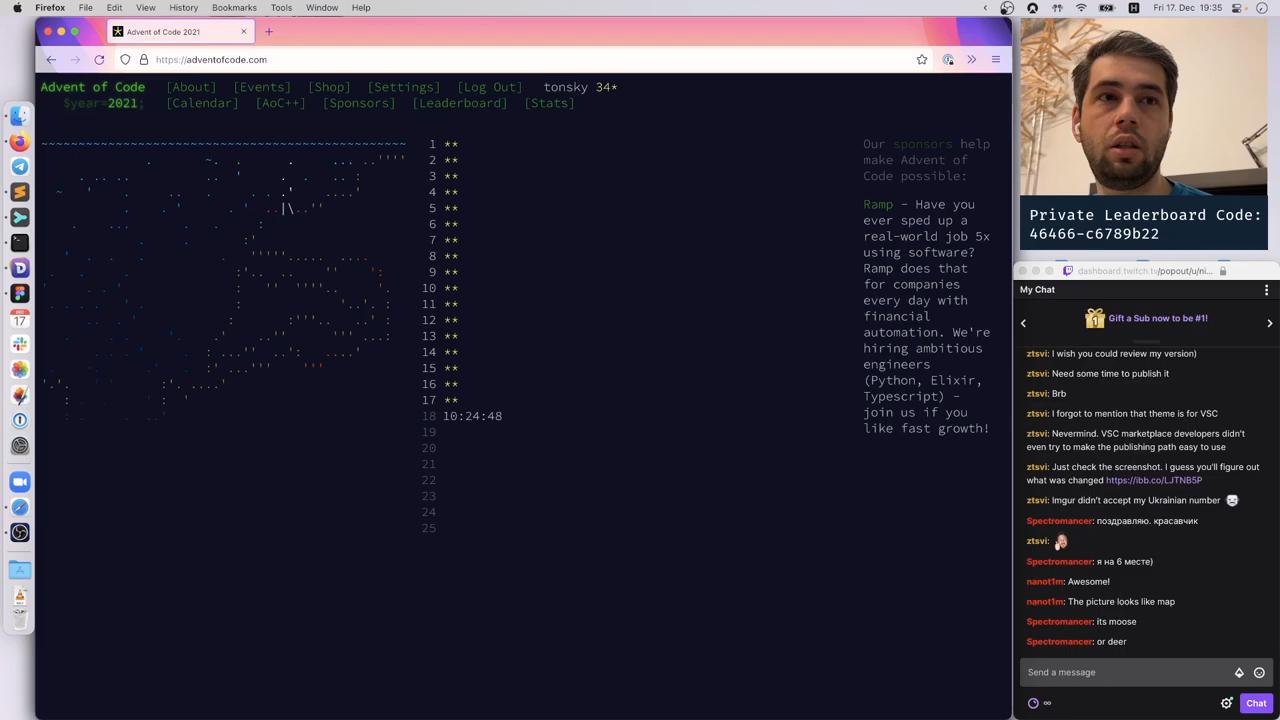 Firefox File Edit View History Bookmarks Tools Window Help
Fri 17. Dec 19:35
Advent of Code 2021
https://adventofcode.com
Advent of Code [About] [Events] [Shop] [Settings] [Log Out] tonsky 34*
$year=2021; [Calendar] [AoC++] [Sponsors] [Leaderboard] [Stats]
1 **
2 **
3 **
4 **
5 **
6 **
7 **
8 **
9 **
10 **
11 **
12 **
13 **
14 **
15 **
16 **
17 **
18 10:24:48
19
20
21
22
23
24
25
Our sponsors help
make Advent of
Code possible:
Ramp - Have you
ever sped up a
real-world job 5x
using software?
Ramp does that
for companies
every day with
financial
automation. We're
hiring ambitious
engineers
(Python, Elixir,
Typescript) -
join us if you
like fast growth!
DEC
17
Private Leaderboard Code:
46466-c6789b22
dashboard.twitch.tv/popout/u/ni...
My Chat
1
Gift a Sub now to be #1!
ztsvi: I wish you could review my version)
ztsvi: Need some time to publish it
ztsvi: Brb
ztsvi: I forgot to mention that theme is for VSC
ztsvi: Nevermind. VSC marketplace developers didn't
even try to make the publishing path easy to use
ztsvi: Just check the screenshot. I guess you'll figure out
what was changed https://ibb.co/LJTNB5P
ztsvi: Imgur didn't accept my Ukrainian number
Spectromancer: поздравляю. красавчик
ztsvi:
Spectromancer: я на 6 месте)
nanot1m: Awesome!
nanot1m: The picture looks like map
Spectromancer: its moose
Spectromancer: or deer
Send a message
Chat